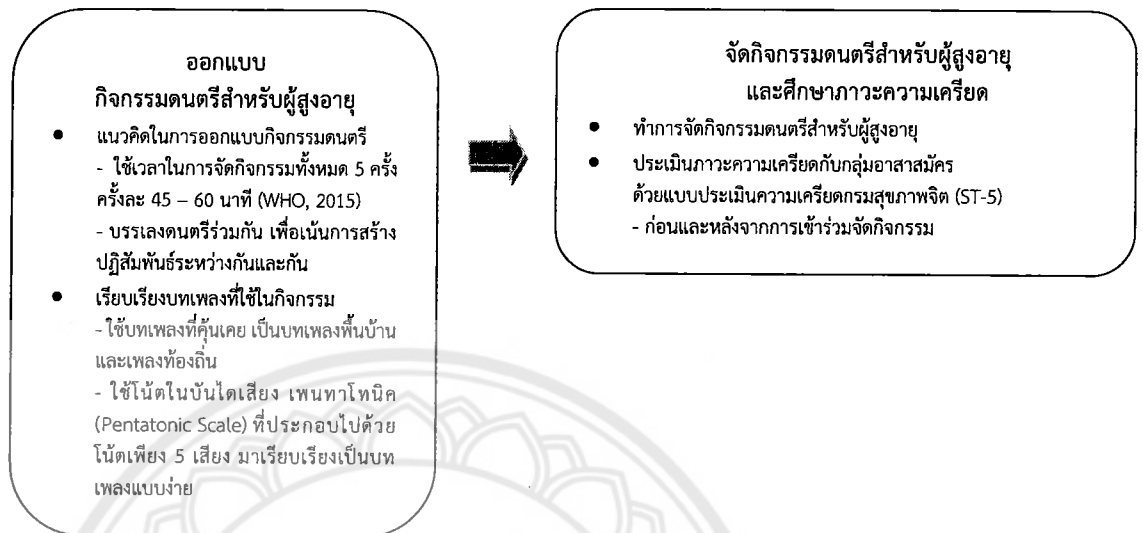 ออกแบบ
กิจกรรมดนตรีสำหรับผู้สูงอายุ
● แนวคิดในการออกแบบกิจกรรมดนตรี
- ใช้เวลาในการจัดกิจกรรมทั้งหมด 5 ครั้ง
ครั้งละ 45 – 60 นาที (WHO, 2015)
- บรรเลงดนตรีร่วมกัน เพื่อเน้นการสร้าง
ปฏิสัมพันธ์ระหว่างกันและกัน
● เรียบเรียงบทเพลงที่ใช้ในกิจกรรม
- ใช้บทเพลงที่คุ้นเคย เป็นบทเพลงพื้นบ้าน
และเพลงท้องถิ่น
- ใช้โน้ตในบันไดเสียง เพนทาโทนิค
(Pentatonic Scale) ที่ประกอบไปด้วย
โน้ตเพียง 5 เสียง มาเรียบเรียงเป็นบท
เพลงแบบง่าย
จัดกิจกรรมดนตรีสำหรับผู้สูงอายุ
และศึกษาภาวะความเครียด
● ทำการจัดกิจกรรมดนตรีสำหรับผู้สูงอายุ
● ประเมินภาวะความเครียดกับกลุ่มอาสาสมัคร
ด้วยแบบประเมินความเครียดกรมสุขภาพจิต (ST-5)
- ก่อนและหลังจากการเข้าร่วมจัดกิจกรรม